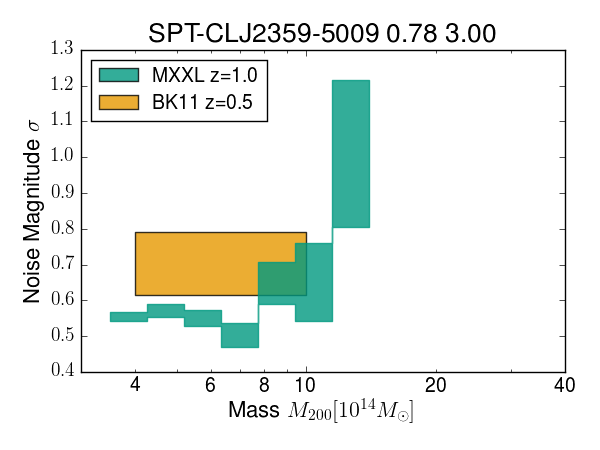 SPT-CLJ2359-5009 0.78 3.00
MXXL z=1.0
BK11 z=0.5
Noise Magnitude σ
1.3
1.2
1.1
1.0
0.9
0.8
0.7
0.6
0.5
0.4
4 6 8 10 20 40
Mass M₂₀₀[10¹⁴M⊙]